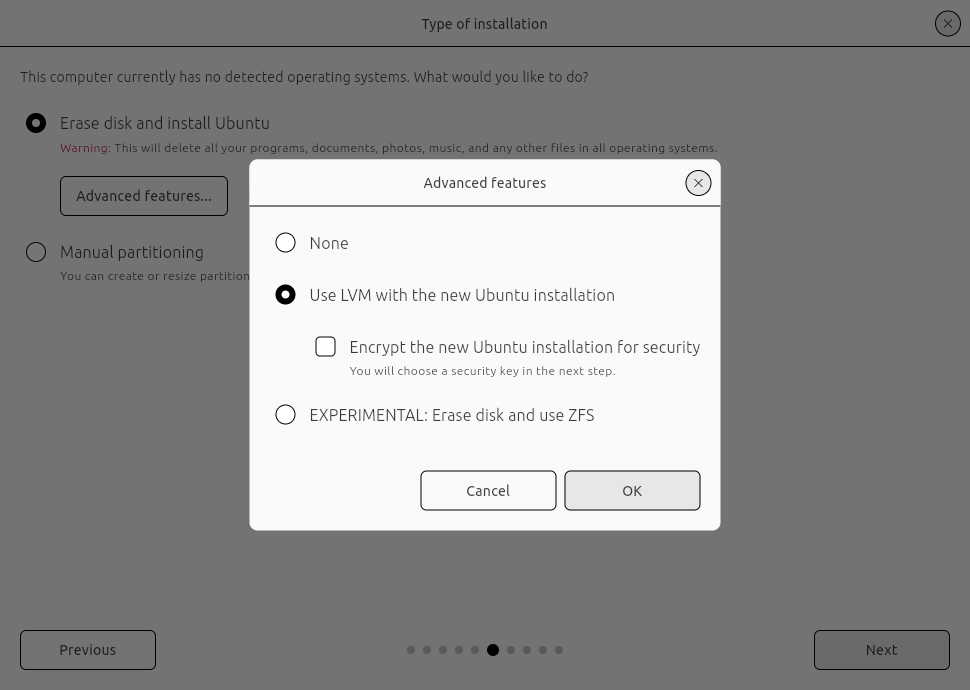 Type of installation
This computer currently has no detected operating systems. What would you like to do?
Erase disk and install Ubuntu
Warning: This will delete all your programs, documents, photos, music, and any other files in all operating systems.
Advanced features...
Manual partitioning
You can create or resize partition
Advanced features
None
Use LVM with the new Ubuntu installation
Encrypt the new Ubuntu installation for security
You will choose a security key in the next step.
EXPERIMENTAL: Erase disk and use ZFS
Cancel
OK
Previous
Next